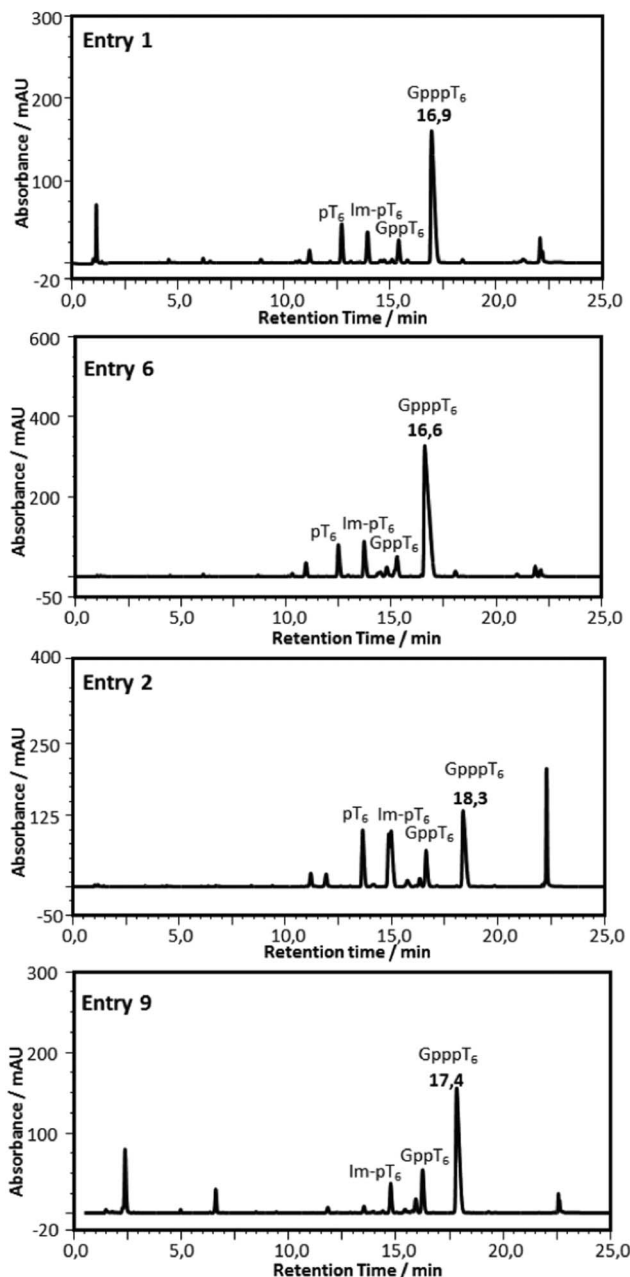 Entry 1
Absorbance / mAU
300
200
100
-20
GpppT₆
16,9
pT₆
Im-pT₆
GppT₆
0,0 5,0 10,0 15,0 20,0 25,0
Retention Time / min
Entry 6
Absorbance / mAU
600
400
200
-50
GpppT₆
16,6
pT₆
Im-pT₆
GppT₆
0,0 5,0 10,0 15,0 20,0 25,0
Retention Time / min
Entry 2
Absorbance / mAU
400
250
125
-50
GpppT₆
18,3
pT₆
Im-pT₆
GppT₆
0,0 5,0 10,0 15,0 20,0 25,0
Retention time / min
Entry 9
Absorbance / mAU
300
200
100
-20
GpppT₆
17,4
Im-pT₆
GppT₆
0,0 5,0 10,0 15,0 20,0 25,0
Retention Time / min